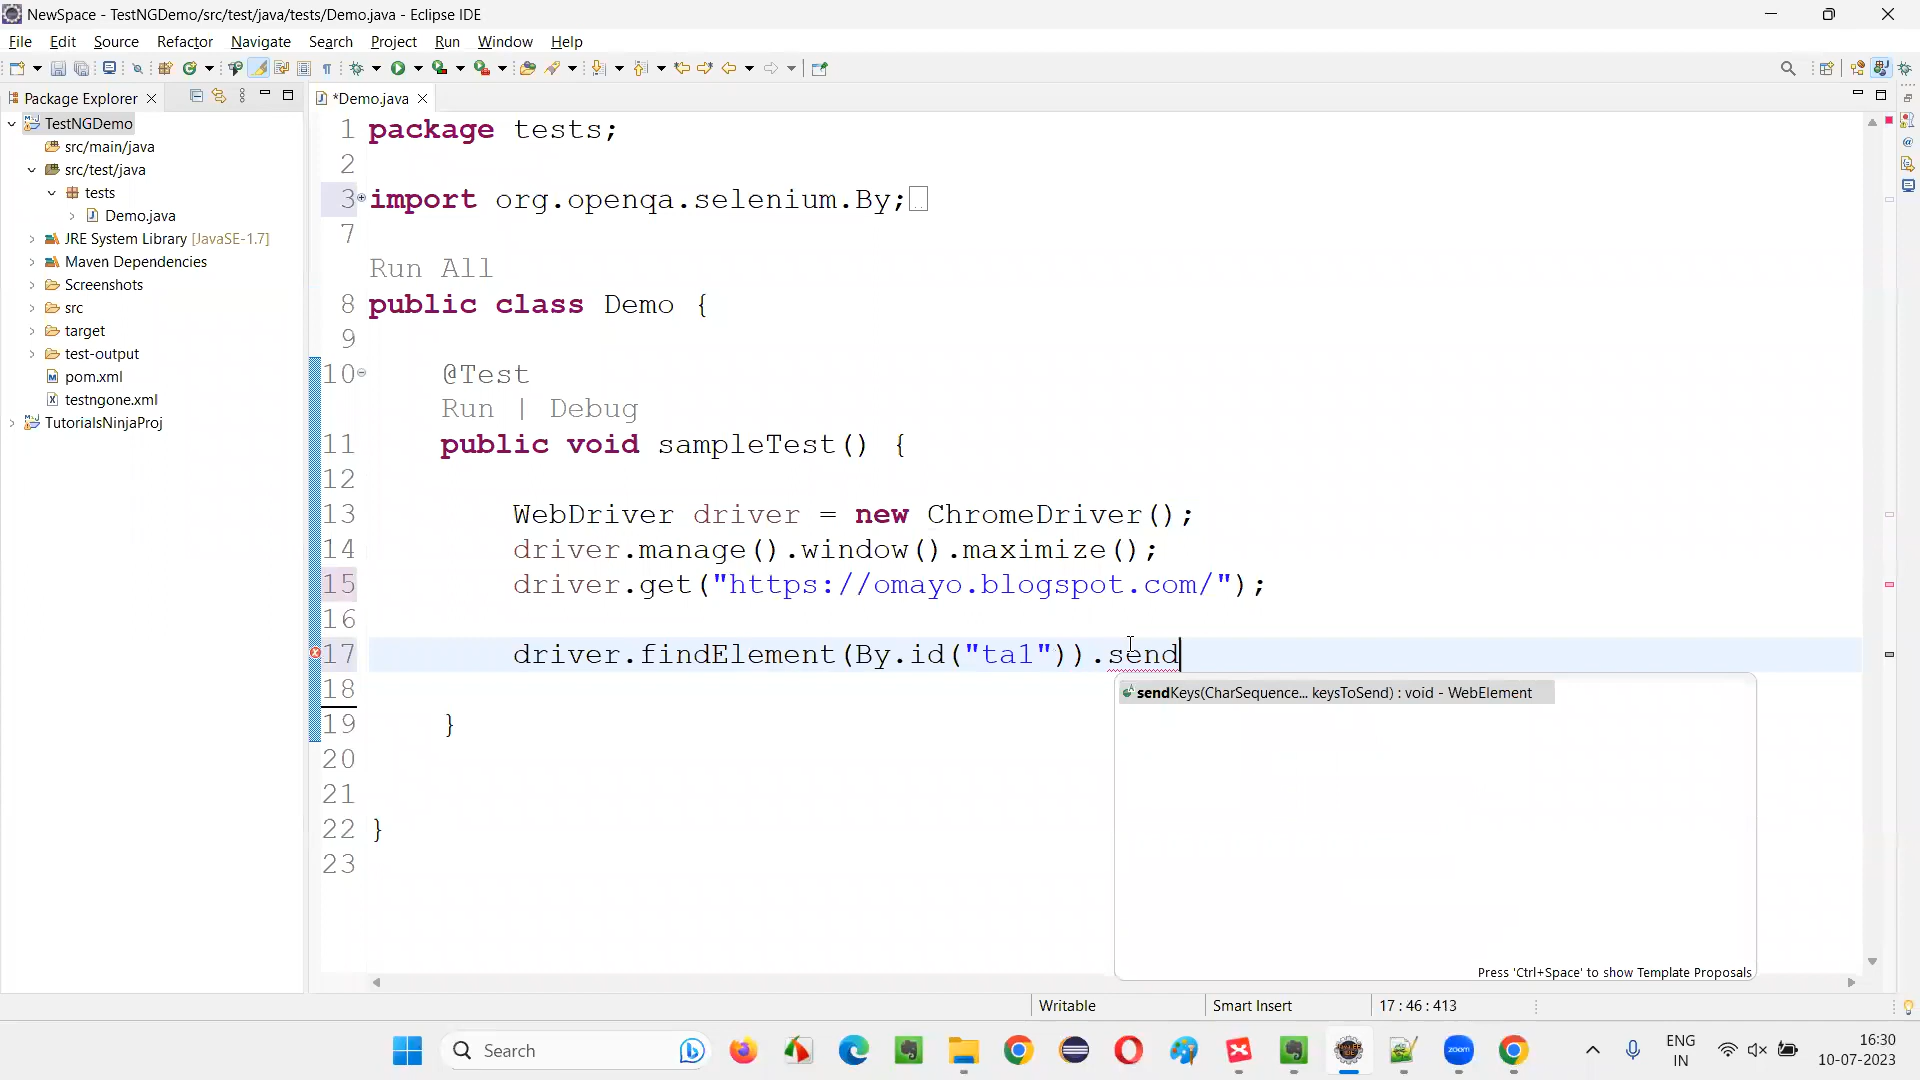 NewSpace - TestNGDemo/src/test/java/tests/Demo.java - Eclipse IDE
File Edit Source Refactor Navigate Search Project Run Window Help
Package Explorer
*Demo.java
TestNGDemo
src/main/java
src/test/java
tests
Demo.java
JRE System Library [JavaSE-1.7]
Maven Dependencies
Screenshots
src
target
test-output
pom.xml
testngone.xml
TutorialsNinjaProj
1 package tests;
2
3 import org.openqa.selenium.By;
7
Run All
8 public class Demo {
9
10 @Test
Run | Debug
11 public void sampleTest() {
12
13 WebDriver driver = new ChromeDriver();
14 driver.manage().window().maximize();
15 driver.get("https://omayo.blogspot.com/");
16
17 driver.findElement(By.id("ta1")).send
18
19 }
20
21
22 }
23
sendKeys(CharSequence... keysToSend) : void - WebElement
Press 'Ctrl+Space' to show Template Proposals
Writable Smart Insert 17 : 46 : 413
Search
zoom
ENG
IN
16:30
10-07-2023